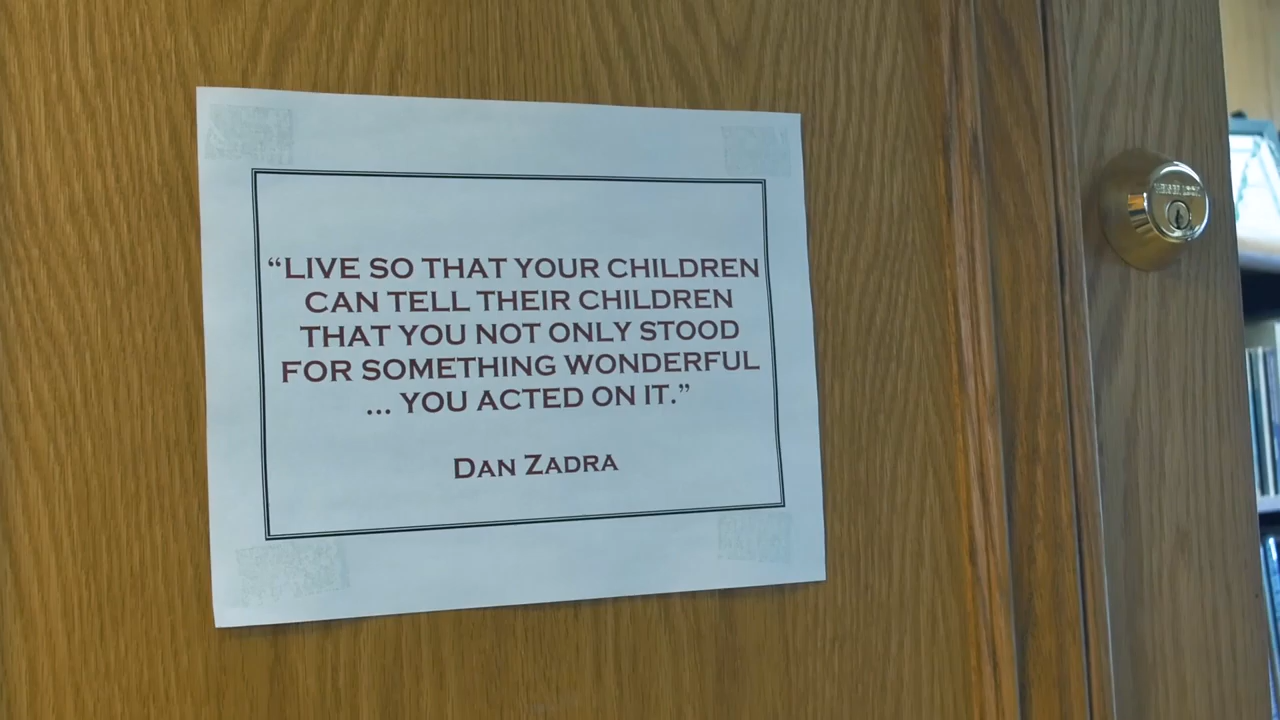 “LIVE SO THAT YOUR CHILDREN
CAN TELL THEIR CHILDREN
THAT YOU NOT ONLY STOOD
FOR SOMETHING WONDERFUL
... YOU ACTED ON IT.”
DAN ZADRA